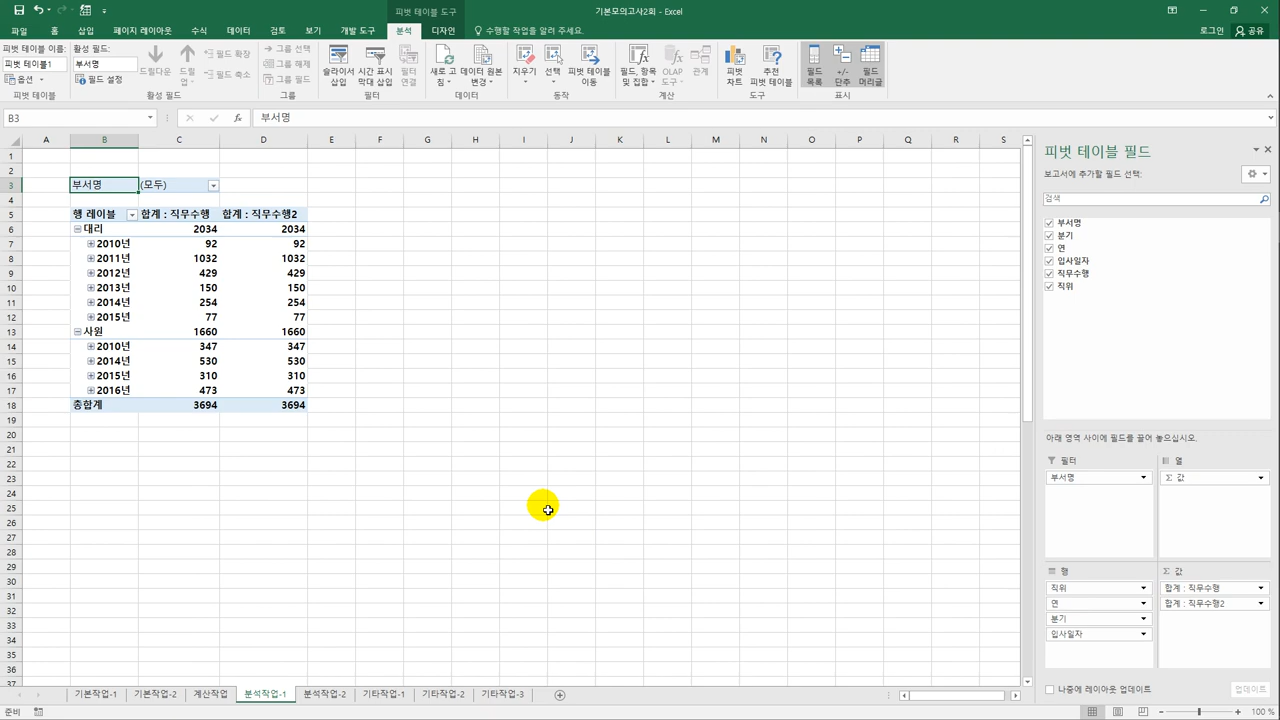 피벗 테이블 도구
기본모의고사2회 - Excel
파일 홈 삽입 페이지 레이아웃 수식 데이터 검토 보기 개발 도구 분석 디자인 수행할 작업을 알려 주세요. 로그인 공유
피벗 테이블 이름: 활성 필드:
피벗 테이블1 직무수행
옵션 필드 설정
드릴다운 드릴업
필드 확장
필드 축소
그룹 선택
그룹 해제
그룹 필드
슬라이서 삽입 시간 표시 막대 삽입 필터 연결
새로 고침 데이터 원본 변경
지우기 선택 피벗 테이블 이동
필드, 항목 및 집합 OLAP 도구 관계
피벗 차트 추천 피벗 테이블
필드 목록 +/- 단추 필드 머리글
피벗 테이블 활성 필드 그룹 필터 데이터 동작 계산 도구 표시
B3 fx 부서명
A B C D E F G H I J K L M N O P Q R S
1
2
3 부서명 (모두)
4
5 행 레이블 합계 : 직무수행 합계 : 직무수행2
6 대리 2034 2034
7 2010년 92 92
8 2011년 1032 1032
9 2012년 429 429
10 2013년 150 150
11 2014년 254 254
12 2015년 77 77
13 사원 1660 1660
14 2010년 347 347
15 2014년 530 530
16 2015년 310 310
17 2016년 473 473
18 총합계 3694 3694
19
20
21
22
23
24
25
26
27
28
29
30
31
32
33
34
35
36
37
피벗 테이블 필드
보고서에 추가할 필드 선택:
검색
부서명
분기
연
입사일자
직무수행
직위
아래 영역 사이에 필드를 끌어 놓으십시오.
필터 열
부서명 Σ 값
행 Σ 값
직위 합계 : 직무수행
연 합계 : 직무수행2
분기
입사일자
나중에 레이아웃 업데이트 업데이트
기본작업-1 기본작업-2 계산작업 분석작업-1 분석작업-2 기타작업-1 기타작업-2 기타작업-3
준비 100 %